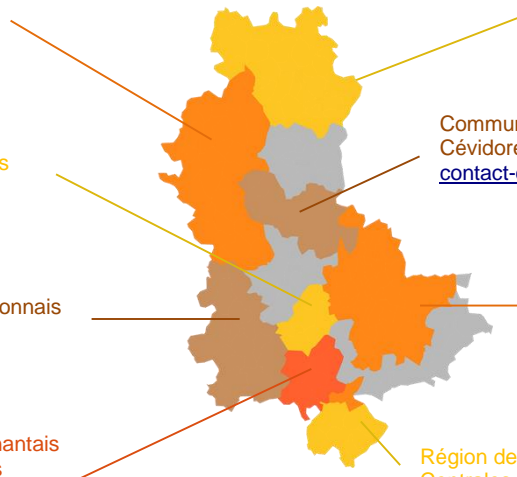 Commun
Cévidore
contact-
s
onnais
nantais
s
Région de